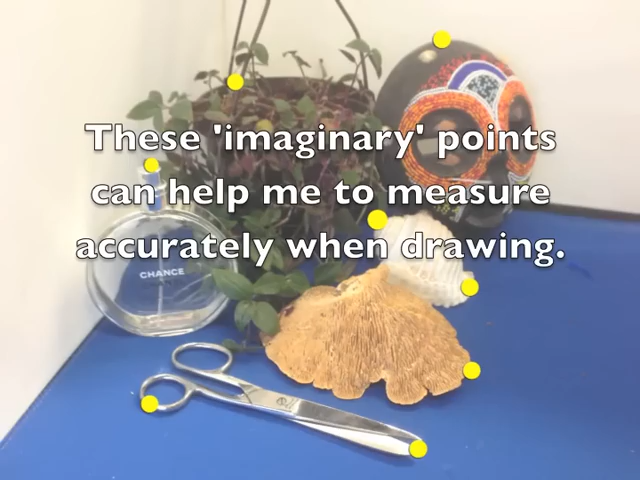 These 'imaginary' points
can help me to measure
accurately when drawing.
CHANCE